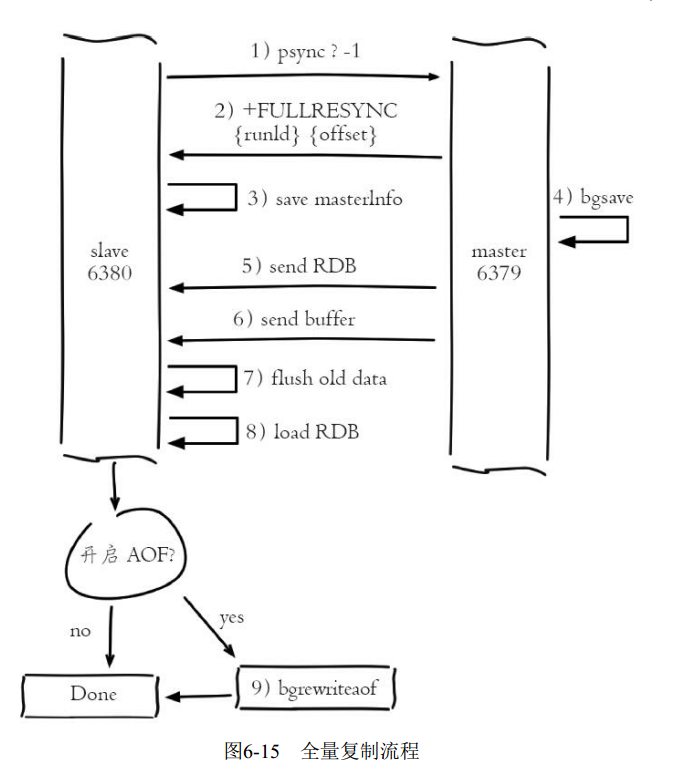 1) psync ? -1
2) +FULLRESYNC
{runId} {offset}
3) save masterInfo
4) bgsave
slave
6380
master
6379
5) send RDB
6) send buffer
7) flush old data
8) load RDB
开启 AOF?
no
yes
Done
9) bgrewriteaof
图6-15 全量复制流程